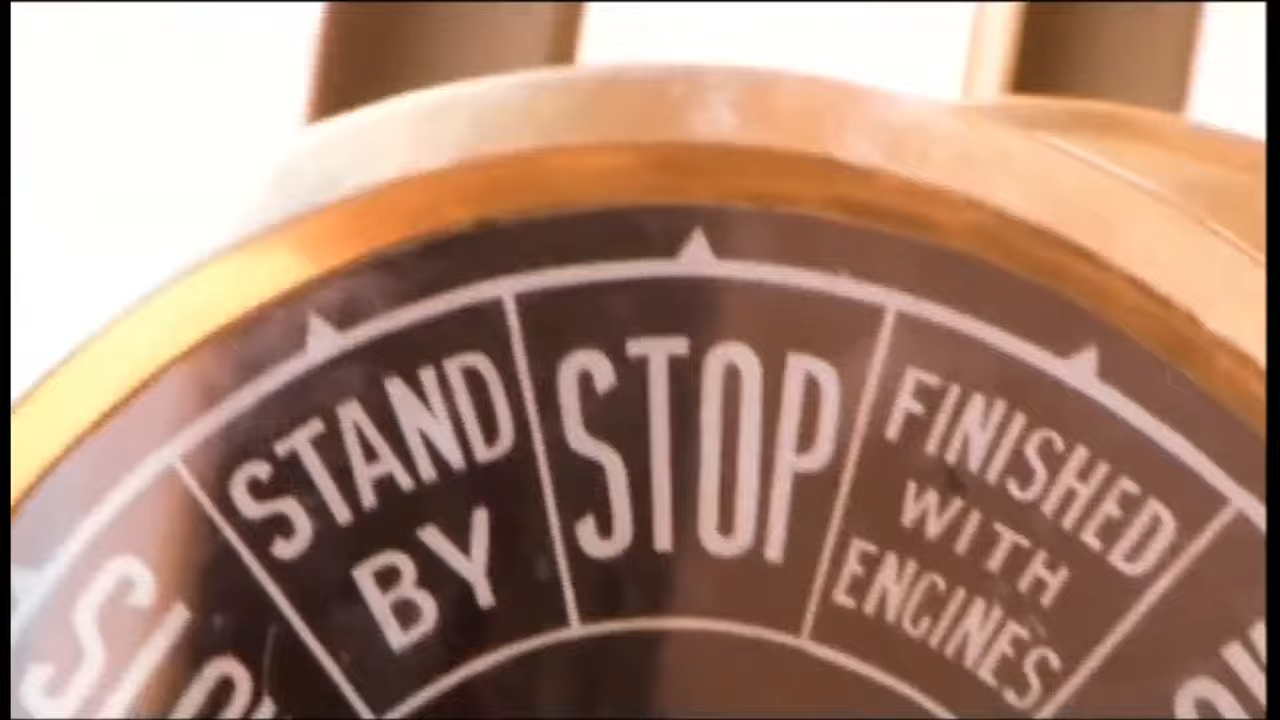 STAND
BY
STOP
FINISHED
WITH
ENGINES